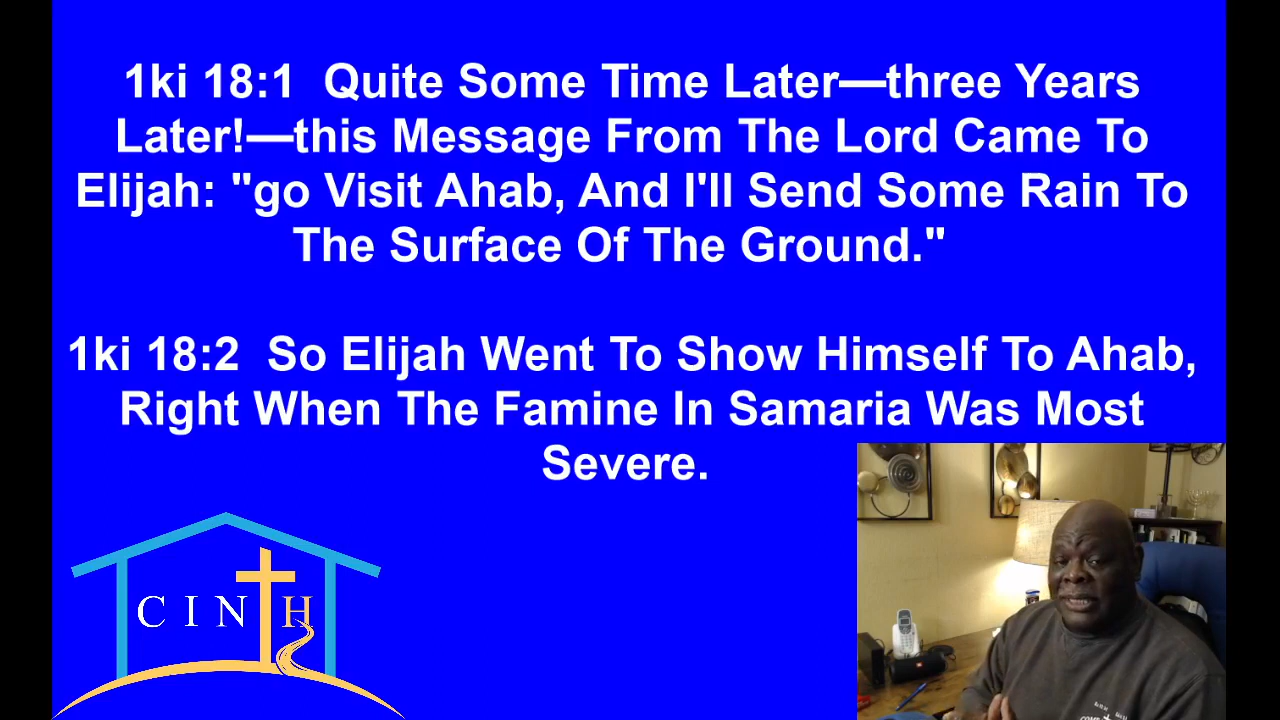 1ki 18:1  Quite Some Time Later—three Years
Later!—this Message From The Lord Came To
Elijah: "go Visit Ahab, And I'll Send Some Rain To
The Surface Of The Ground."
1ki 18:2  So Elijah Went To Show Himself To Ahab,
Right When The Famine In Samaria Was Most
Severe.
C I N H